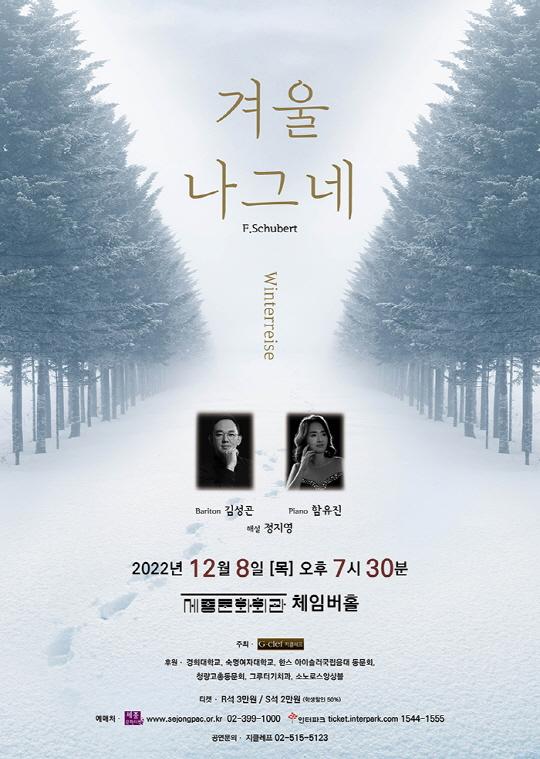 겨울
나그네
F.Schubert
Winterreise
Bariton 김성곤 Piano 함유진
해설 정지영
2022년 12월 8일 [목] 오후 7시 30분
세종문화회관 체임버홀
주최 · G-clef 지클레프
후원 · 경희대학교, 숙명여자대학교, 한스 아이슬러국립음대 동문회,
청량고총동문회, 그루터기치과, 소노로스앙상블
티켓 · R석 3만원 / S석 2만원 (학생할인 50%)
예매처 · 세종 www.sejongpac.or.kr 02-399-1000 인터파크 ticket.interpark.com 1544-1555
공연문의 · 지클레프 02-515-5123